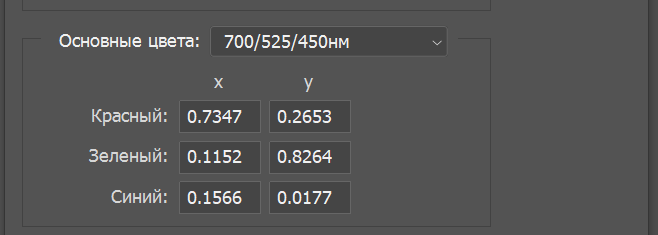 Основные цвета: 700/525/450нм
x y
Красный: 0.7347 0.2653
Зеленый: 0.1152 0.8264
Синий: 0.1566 0.0177